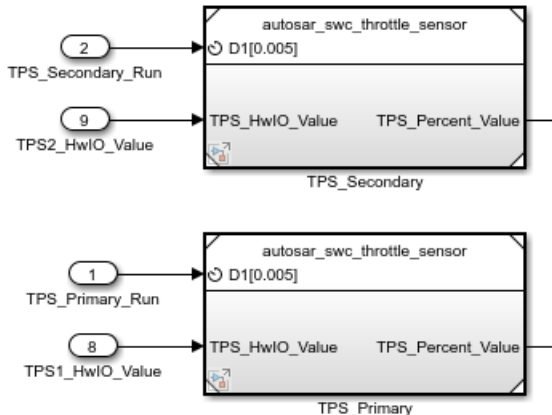 autosar_swc_throttle_sensor
2
D1[0.005]
TPS_Secondary_Run
9
TPS_HwIO_Value TPS_Percent_Value
TPS2_HwIO_Value
TPS_Secondary
autosar_swc_throttle_sensor
1
D1[0.005]
TPS_Primary_Run
8
TPS_HwIO_Value TPS_Percent_Value
TPS1_HwIO_Value
TPS_Primary